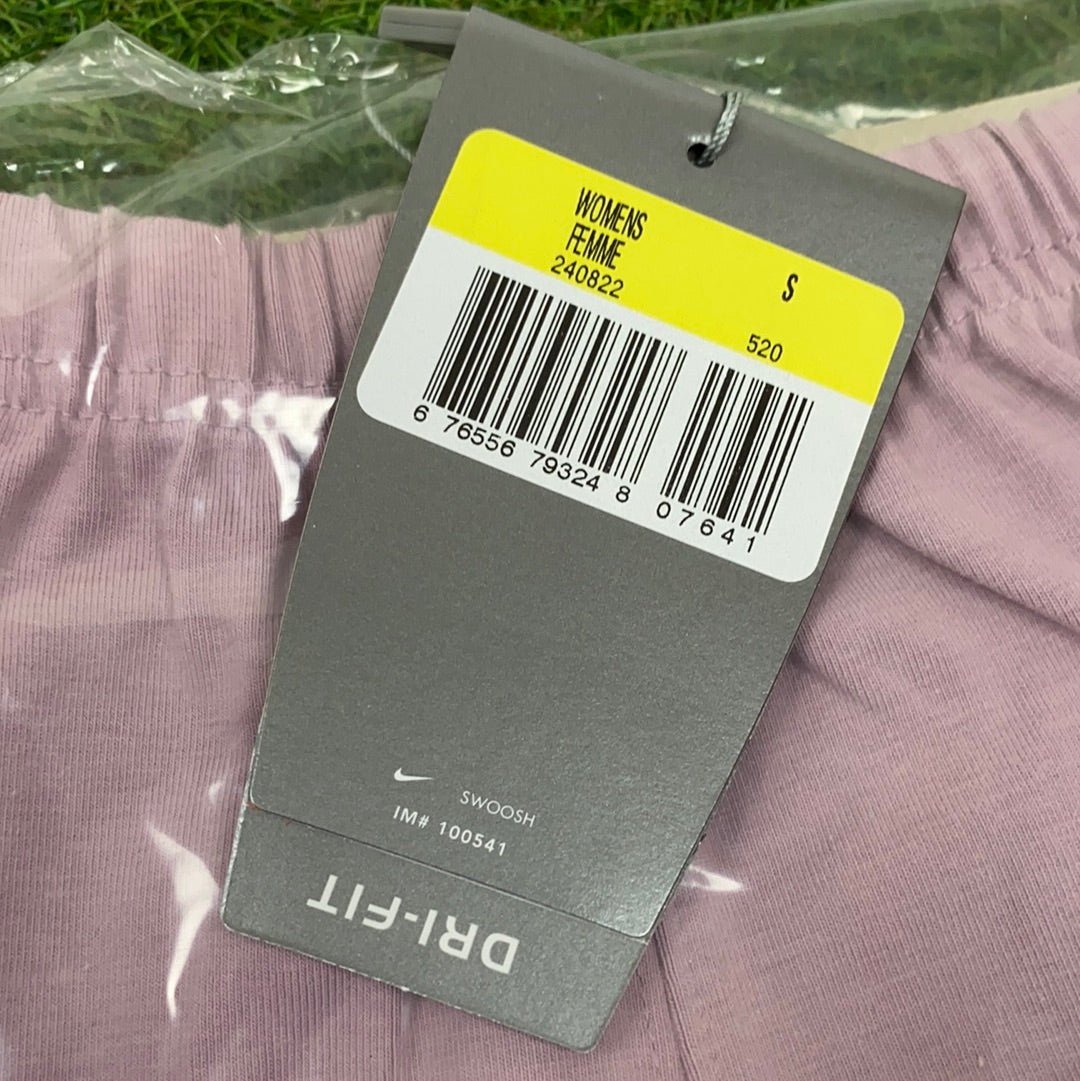 WOMENS
FEMME
240822
S
520
6 76556 79324 8 07641
SWOOSH
IM# 100541
DRI-FIT